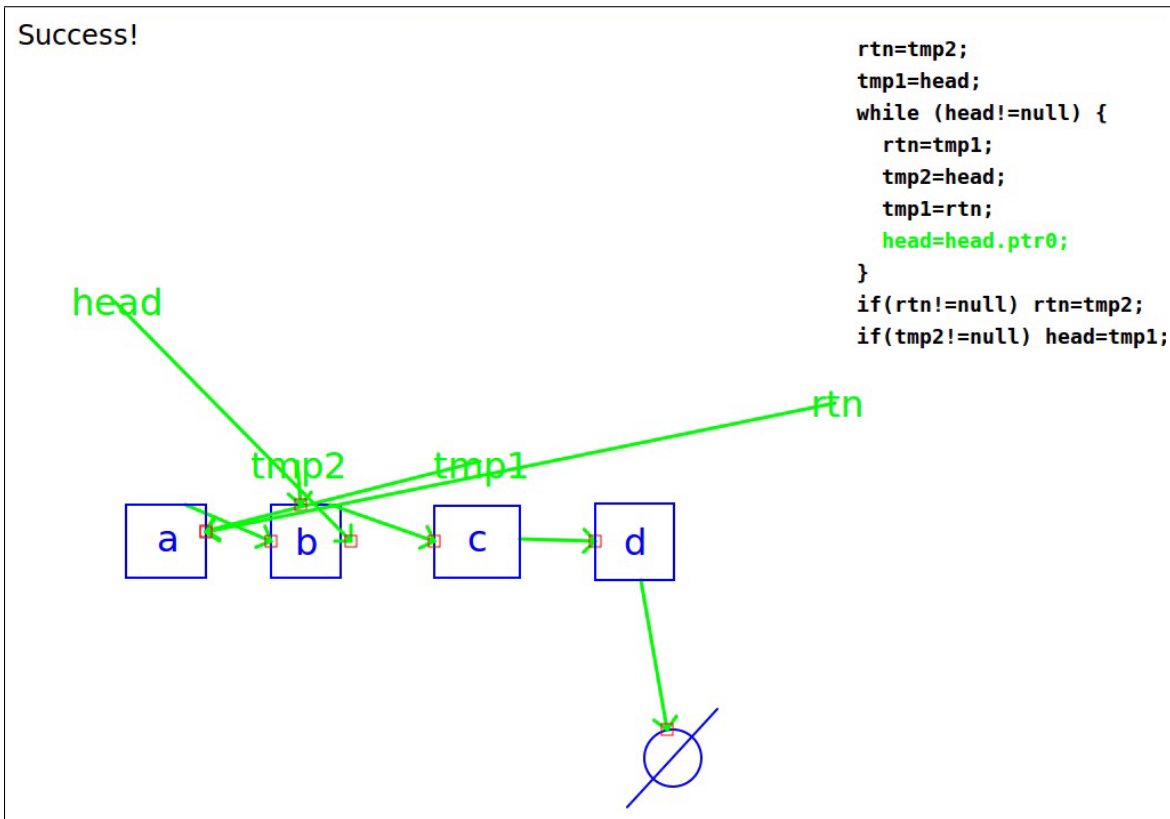 Success!
rtn=tmp2;
tmp1=head;
while (head!=null) {
rtn=tmp1;
tmp2=head;
tmp1=rtn;
head=head.ptr0;
}
if(rtn!=null) rtn=tmp2;
if(tmp2!=null) head=tmp1;
head
rtn
tmp2
tmp1
a
b
c
d